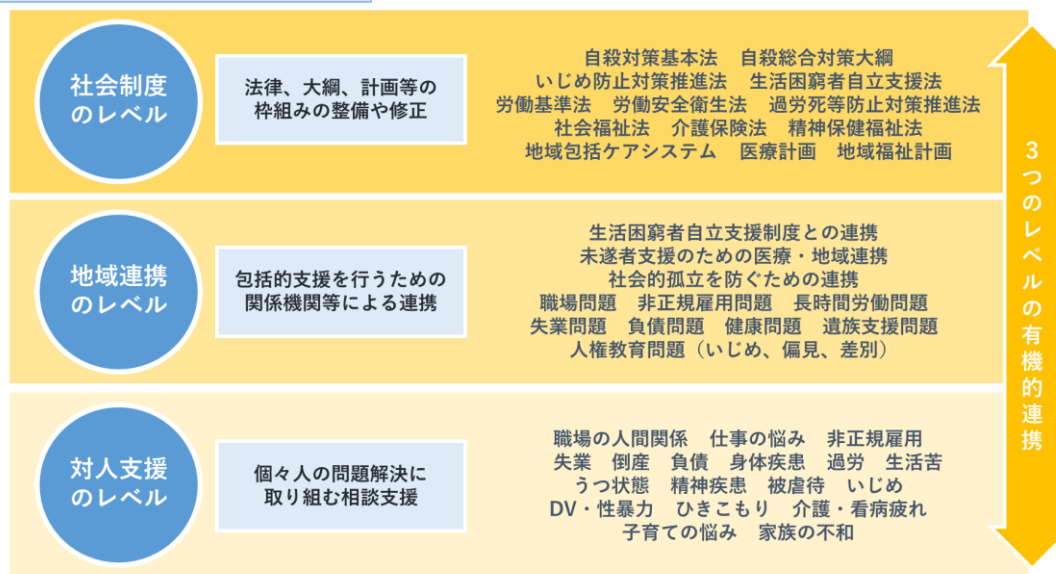 社会制度
のレベル
法律、大綱、計画等の
枠組みの整備や修正
自殺対策基本法　自殺総合対策大綱
いじめ防止対策推進法　生活困窮者自立支援法
労働基準法　労働安全衛生法　過労死等防止対策推進法
社会福祉法　介護保険法　精神保健福祉法
地域包括ケアシステム　医療計画　地域福祉計画
地域連携
のレベル
包括的支援を行うための
関係機関等による連携
生活困窮者自立支援制度との連携
未遂者支援のための医療・地域連携
社会的孤立を防ぐための連携
職場問題　非正規雇用問題　長時間労働問題
失業問題　負債問題　健康問題　遺族支援問題
人権教育問題（いじめ、偏見、差別）
対人支援
のレベル
個々人の問題解決に
取り組む相談支援
職場の人間関係　仕事の悩み　非正規雇用
失業　倒産　負債　身体疾患　過労　生活苦
うつ状態　精神疾患　被虐待　いじめ
DV・性暴力　ひきこもり　介護・看病疲れ
子育ての悩み　家族の不和
3つのレベルの有機的連携